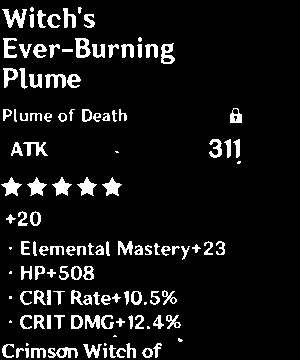 Witch's
Ever-Burning
Plume
Plume of Death
ATK 311
+20
· Elemental Mastery+23
· HP+508
· CRIT Rate+10.5%
· CRIT DMG+12.4%
Crimson Witch of